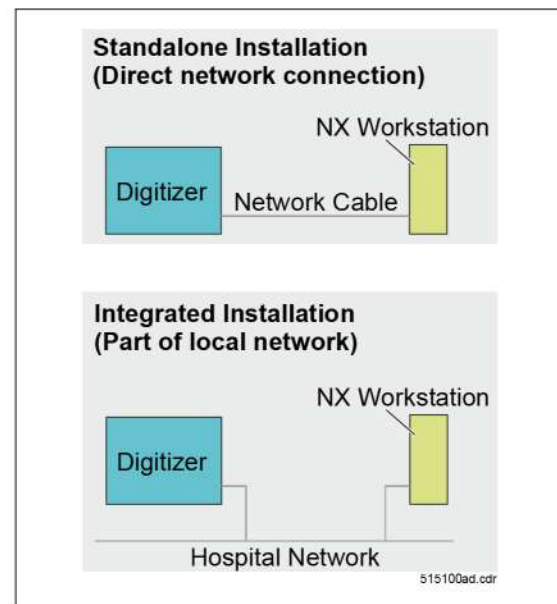 Standalone Installation
(Direct network connection)
NX Workstation
Digitizer
Network Cable
Integrated Installation
(Part of local network)
NX Workstation
Digitizer
Hospital Network
515100ad.cdr